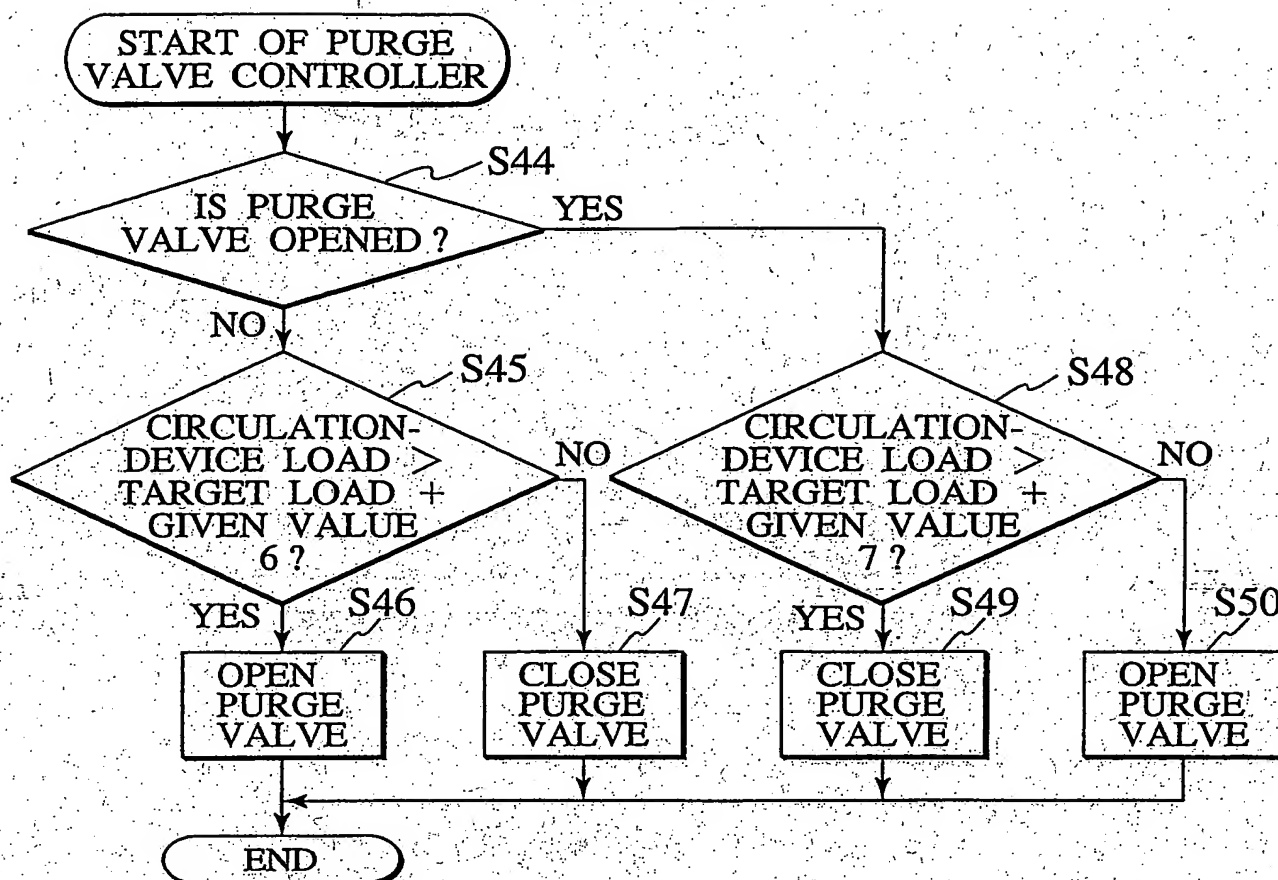 START OF PURGE
VALVE CONTROLLER
S44
IS PURGE
VALVE OPENED ?
YES
NO
S45
CIRCULATION-
DEVICE LOAD >
TARGET LOAD +
GIVEN VALUE
6 ?
NO
YES
S48
CIRCULATION-
DEVICE LOAD >
TARGET LOAD +
GIVEN VALUE
7 ?
NO
YES
S46
OPEN
PURGE
VALVE
S47
CLOSE
PURGE
VALVE
S49
CLOSE
PURGE
VALVE
S50
OPEN
PURGE
VALVE
END